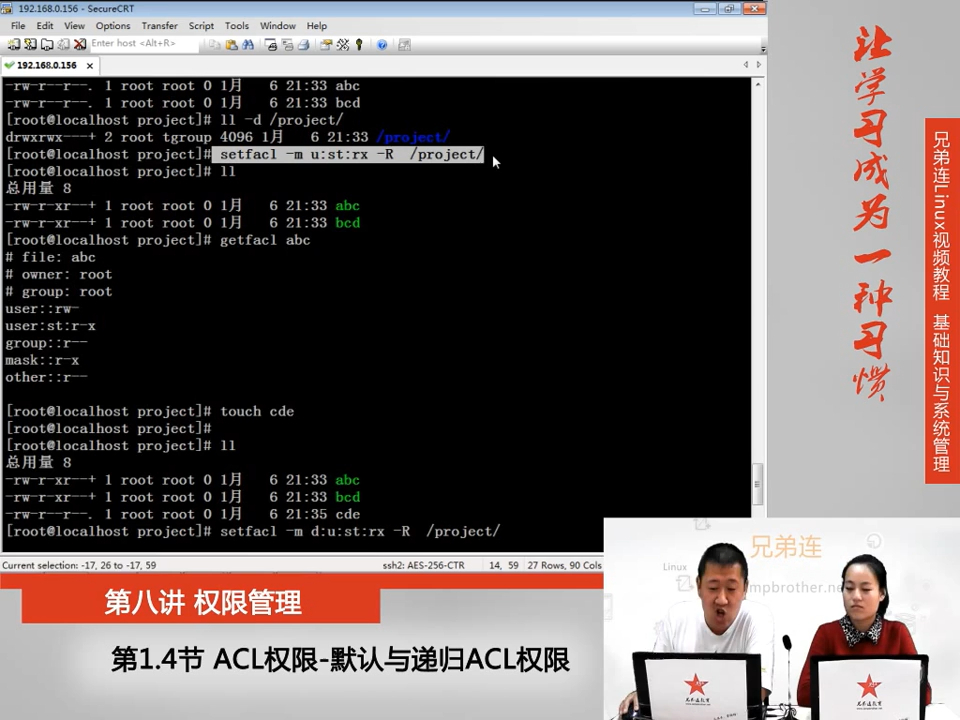 192.168.0.156 - SecureCRT
File Edit View Options Transfer Script Tools Window Help
Enter host <Alt+R>
192.168.0.156
-rw-r--r--. 1 root root 0 1月 6 21:33 abc
-rw-r--r--. 1 root root 0 1月 6 21:33 bcd
[root@localhost project]# ll -d /project/
drwxrwx---+ 2 root tgroup 4096 1月 6 21:33 /project/
[root@localhost project]# setfacl -m u:st:rx -R /project/
[root@localhost project]# ll
总用量 8
-rw-r-xr--+ 1 root root 0 1月 6 21:33 abc
-rw-r-xr--+ 1 root root 0 1月 6 21:33 bcd
[root@localhost project]# getfacl abc
# file: abc
# owner: root
# group: root
user::rw-
user:st:r-x
group::r--
mask::r-x
other::r--
[root@localhost project]# touch cde
[root@localhost project]#
[root@localhost project]# ll
总用量 8
-rw-r-xr--+ 1 root root 0 1月 6 21:33 abc
-rw-r-xr--+ 1 root root 0 1月 6 21:33 bcd
-rw-r--r--. 1 root root 0 1月 6 21:35 cde
[root@localhost project]# setfacl -m d:u:st:rx -R /project/
Current selection: -17, 26 to -17, 59 ssh2: AES-256-CTR 14, 59 27 Rows, 90 Cols
让学习成为一种习惯
兄弟连Linux视频教程 基础知识与系统管理
第八讲 权限管理
第1.4节 ACL权限-默认与递归ACL权限
兄弟连
Linux
mpbrother.ne